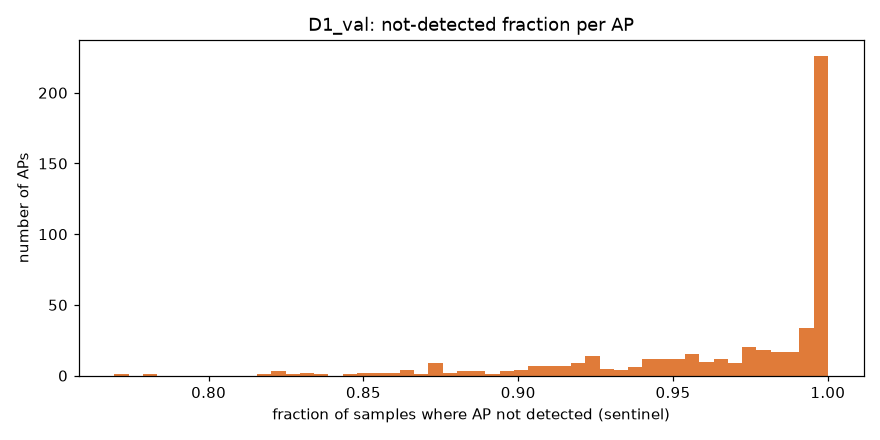 D1_val: not-detected fraction per AP
number of APs
200
150
100
50
0
0.80 0.85 0.90 0.95 1.00
fraction of samples where AP not detected (sentinel)